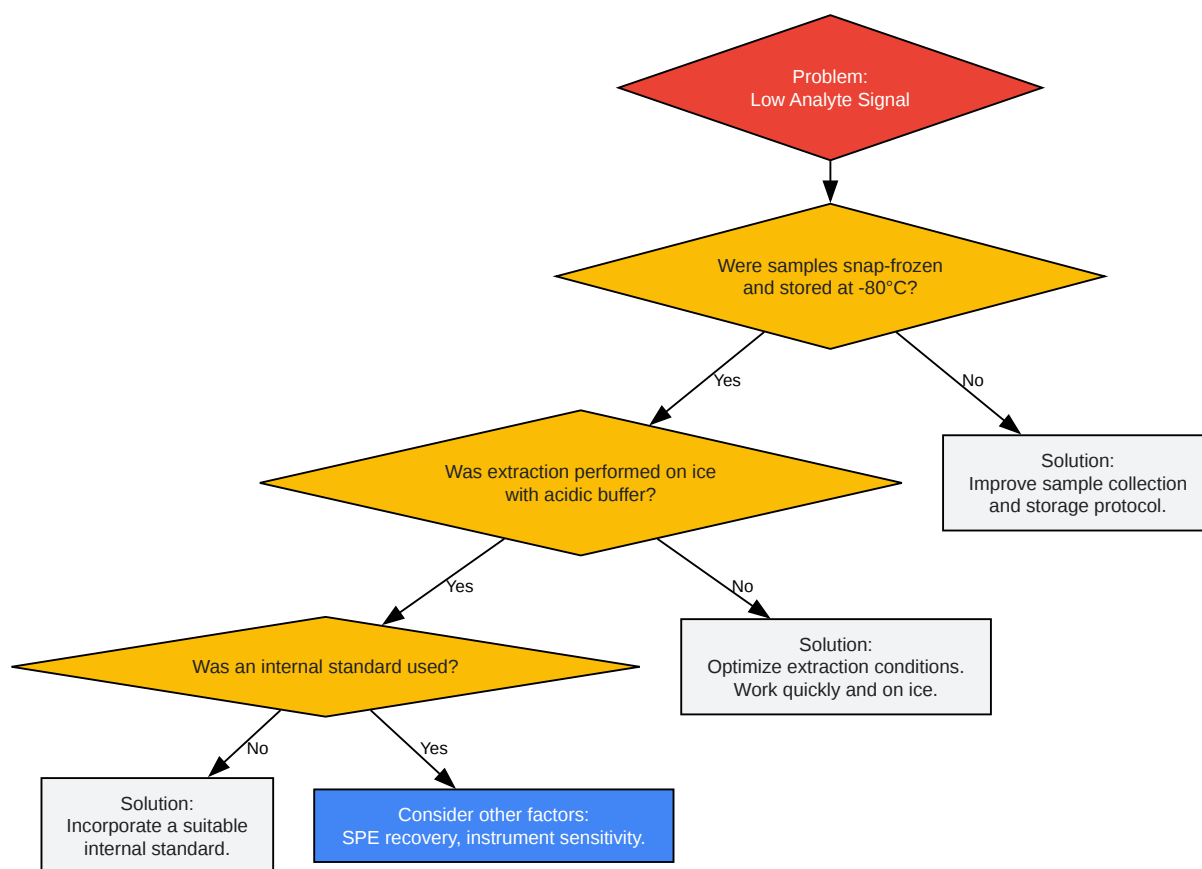 Problem:
Low Analyte Signal
Were samples snap-frozen
and stored at -80°C?
Yes
No
Was extraction performed on ice
with acidic buffer?
Solution:
Improve sample collection
and storage protocol.
Yes
No
Was an internal standard used?
Solution:
Optimize extraction conditions.
Work quickly and on ice.
No
Yes
Solution:
Incorporate a suitable
internal standard.
Consider other factors:
SPE recovery, instrument sensitivity.